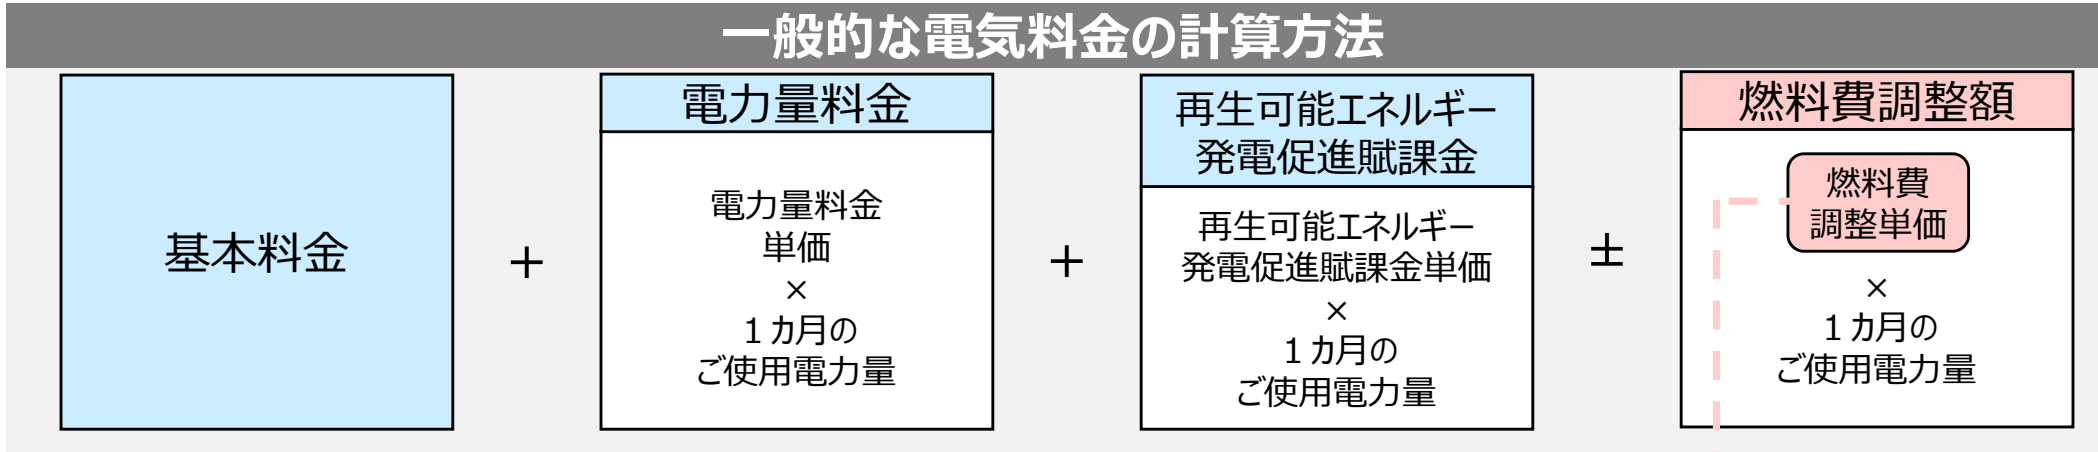 一般的な電気料金の計算方法
基本料金
+
電力量料金
電力量料金
単価
×
1カ月の
ご使用電力量
+
再生可能エネルギー
発電促進賦課金
再生可能エネルギー
発電促進賦課金単価
×
1カ月の
ご使用電力量
±
燃料費調整額
燃料費
調整単価
×
1カ月の
ご使用電力量